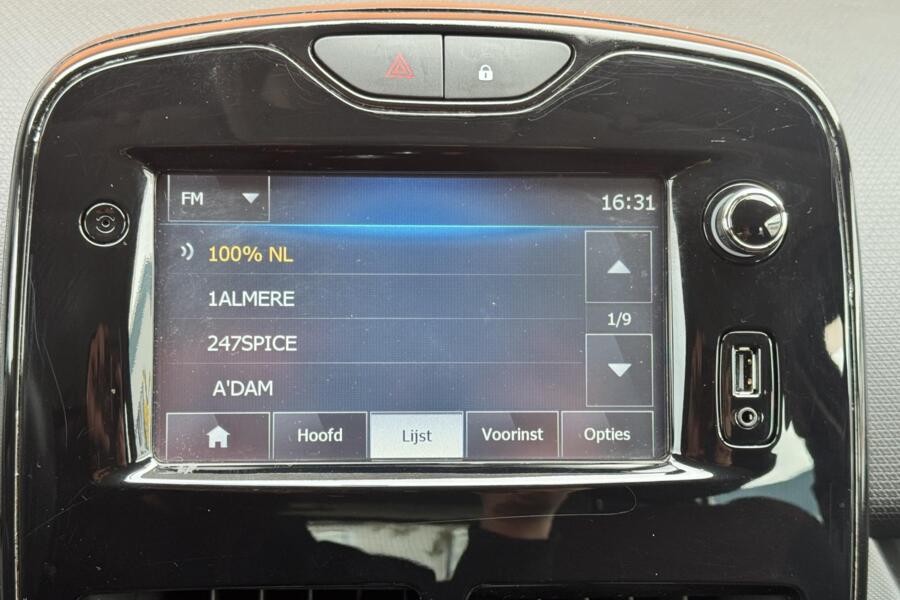 FM
16:31
100% NL
1ALMERE
247SPICE
A'DAM
1/9
Hoofd
Lijst
Voorinst
Opties